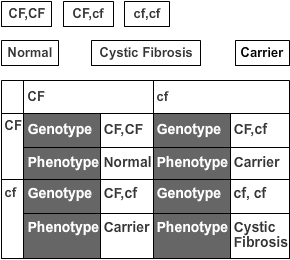 CF,CF CF,cf cf,cf
Normal Cystic Fibrosis Carrier
CF cf
CF Genotype CF,CF Genotype CF,cf
Phenotype Normal Phenotype Carrier
cf Genotype CF,cf Genotype cf, cf
Phenotype Carrier Phenotype Cystic
Fibrosis